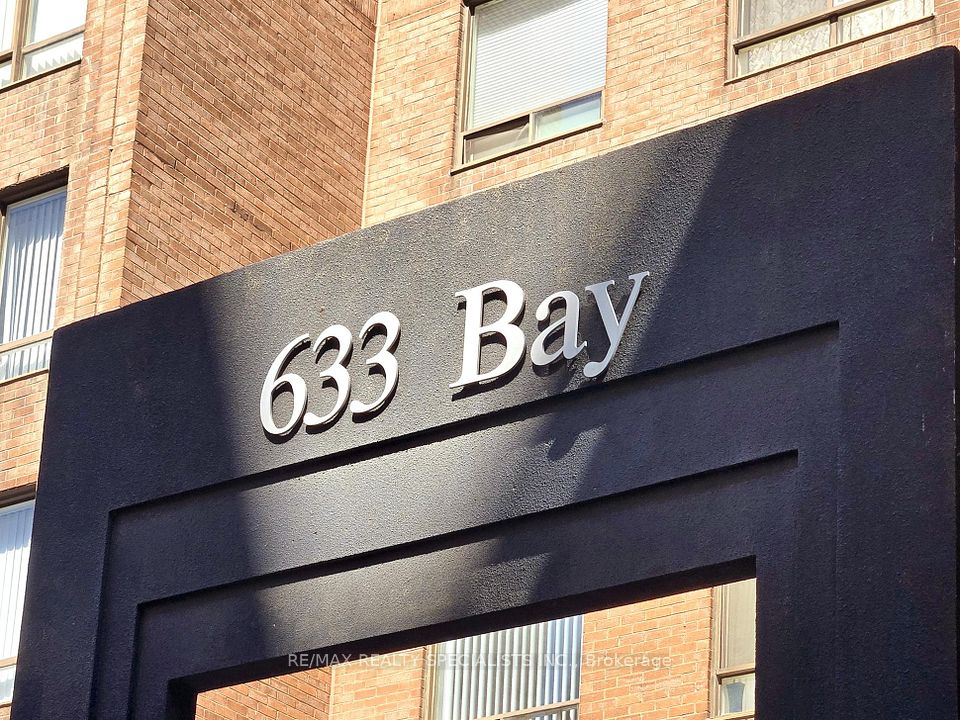 633 Bay
RE/MAX REALTY SPECIALISTS INC., Brokerage